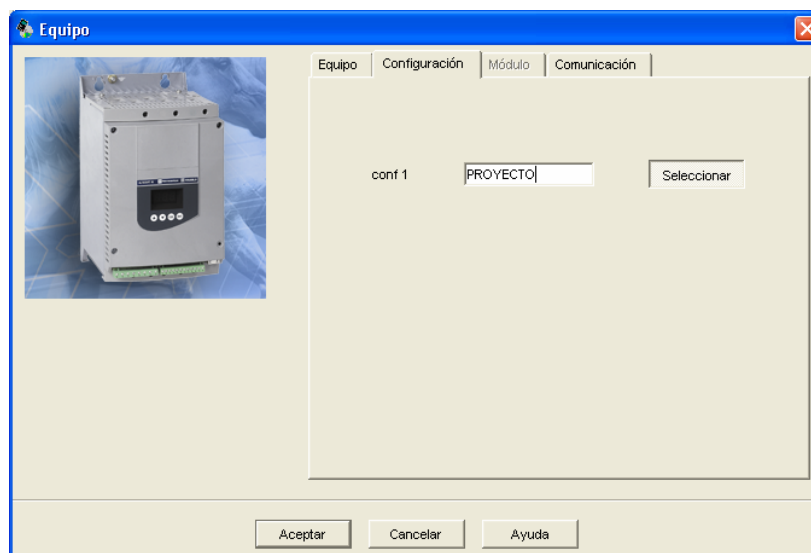 Equipo
Equipo Configuración Módulo Comunicación
conf 1 PROYECTO Seleccionar
Aceptar Cancelar Ayuda